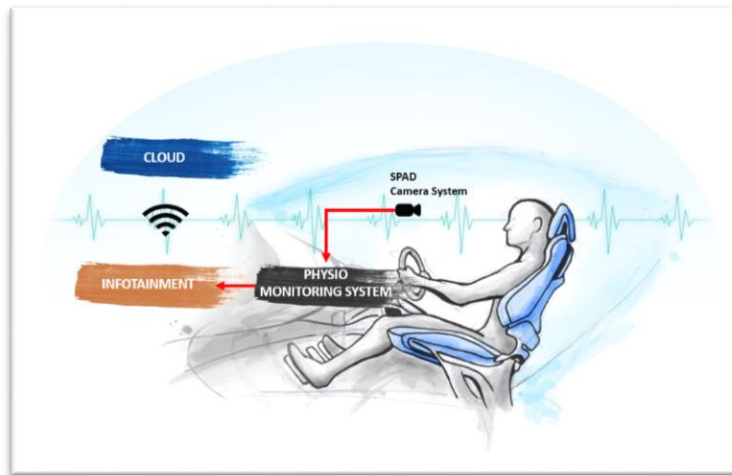 CLOUD
SPAD
Camera System
PHYSIO
MONITORING SYSTEM
INFOTAINMENT